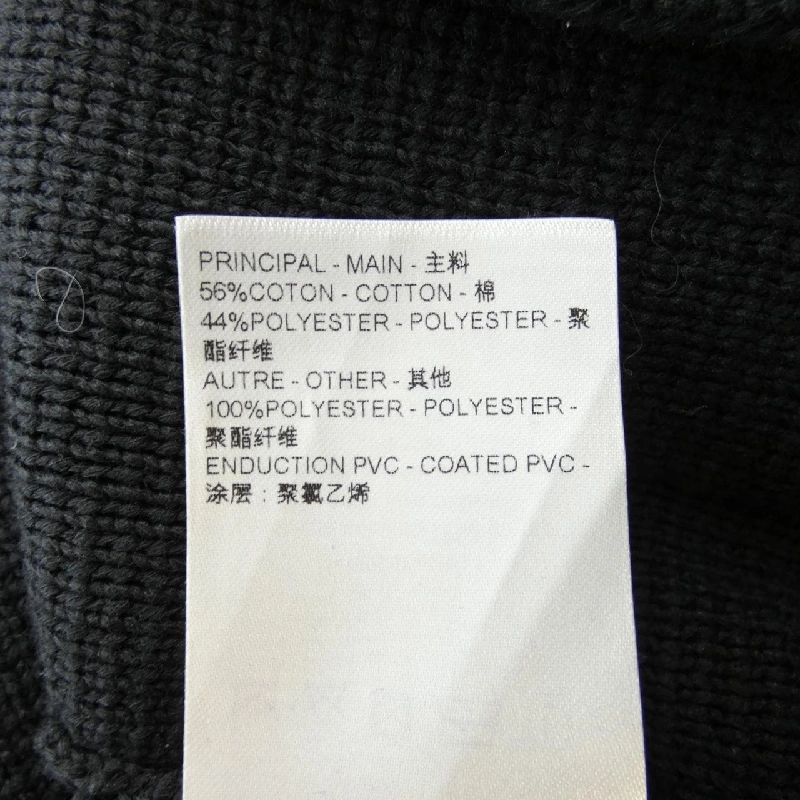 PRINCIPAL - MAIN - 主料
56%COTON - COTTON - 棉
44%POLYESTER - POLYESTER - 聚
酯纤维
AUTRE - OTHER - 其他
100%POLYESTER - POLYESTER -
聚酯纤维
ENDUCTION PVC - COATED PVC -
涂层：聚氯乙烯